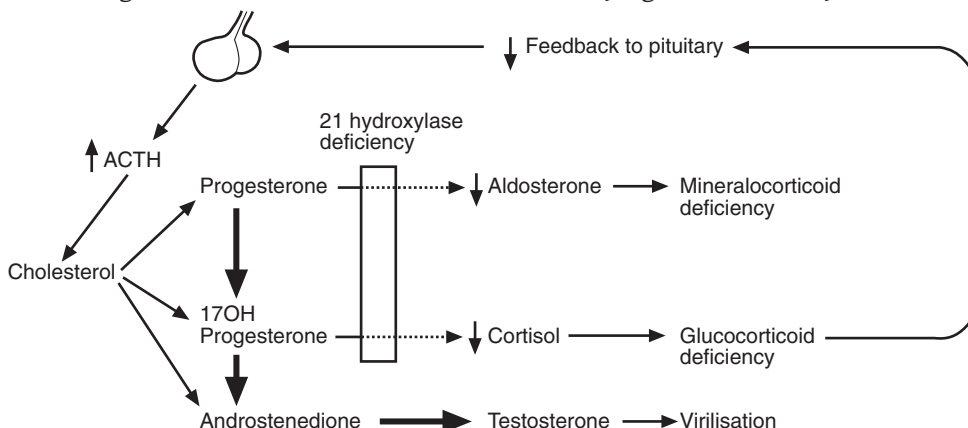 Feedback to pituitary
21 hydroxylase
deficiency
ACTH
Progesterone
Aldosterone
Mineralocorticoid
deficiency
Cholesterol
17OH
Progesterone
Cortisol
Glucocorticoid
deficiency
Androstenedione
Testosterone
Virilisation